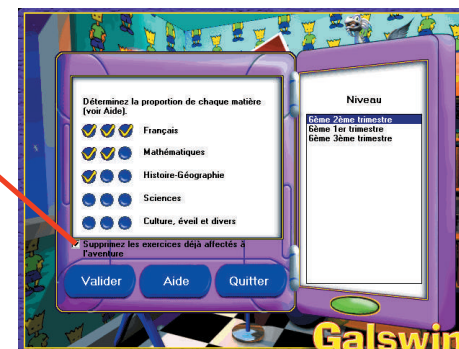 Déterminez la proportion de chaque matière
(voir Aide).
Français
Mathématiques
Histoire-Géographie
Sciences
Culture, éveil et divers
Supprimez les exercices déjà affectés à
l'aventure
Valider Aide Quitter
Niveau
6ème 2ème trimestre
6ème 1er trimestre
6ème 3ème trimestre
Galswin